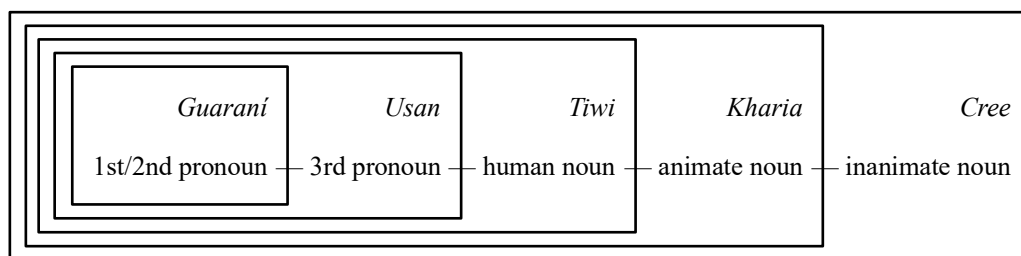 Guaraní Usan Tiwi Kharia Cree
1st/2nd pronoun — 3rd pronoun — human noun — animate noun — inanimate noun